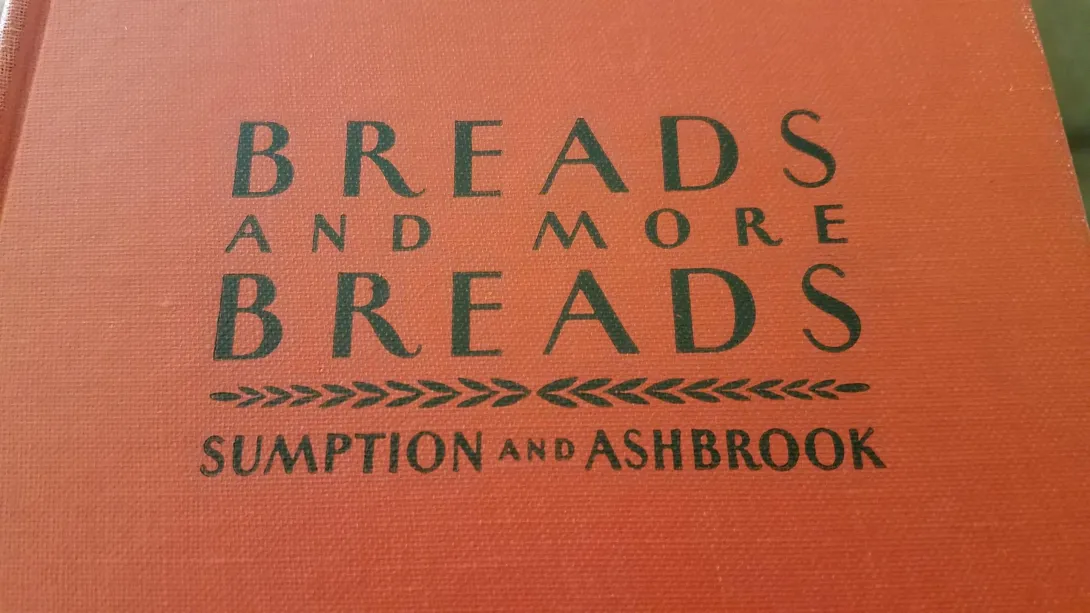 BREADS
AND MORE
BREADS
SUMPTION AND ASHBROOK